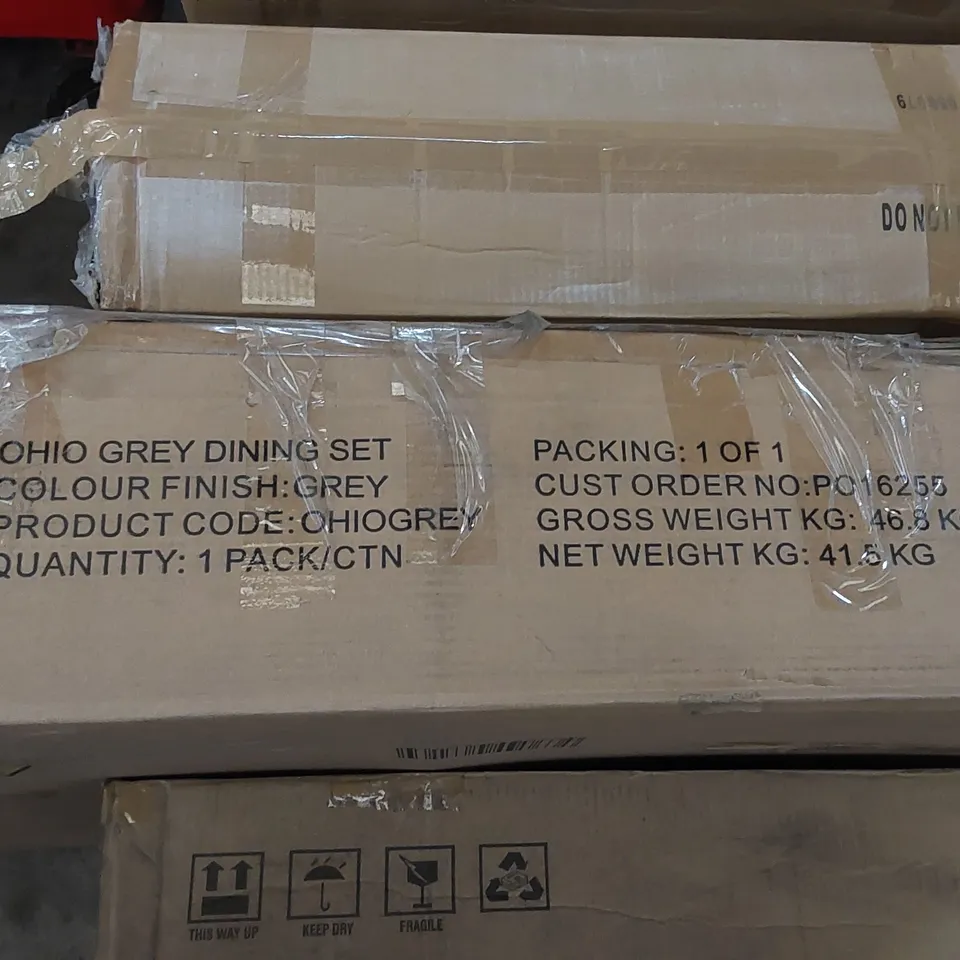 DO NOT
OHIO GREY DINING SET
COLOUR FINISH:GREY
PRODUCT CODE: OHIOGREY
QUANTITY: 1 PACK/CTN
PACKING: 1 OF 1
CUST ORDER NO:PO16255
GROSS WEIGHT KG: 46.8 K
NET WEIGHT KG: 41.5 KG
THIS WAY UP
KEEP DRY
FRAGILE